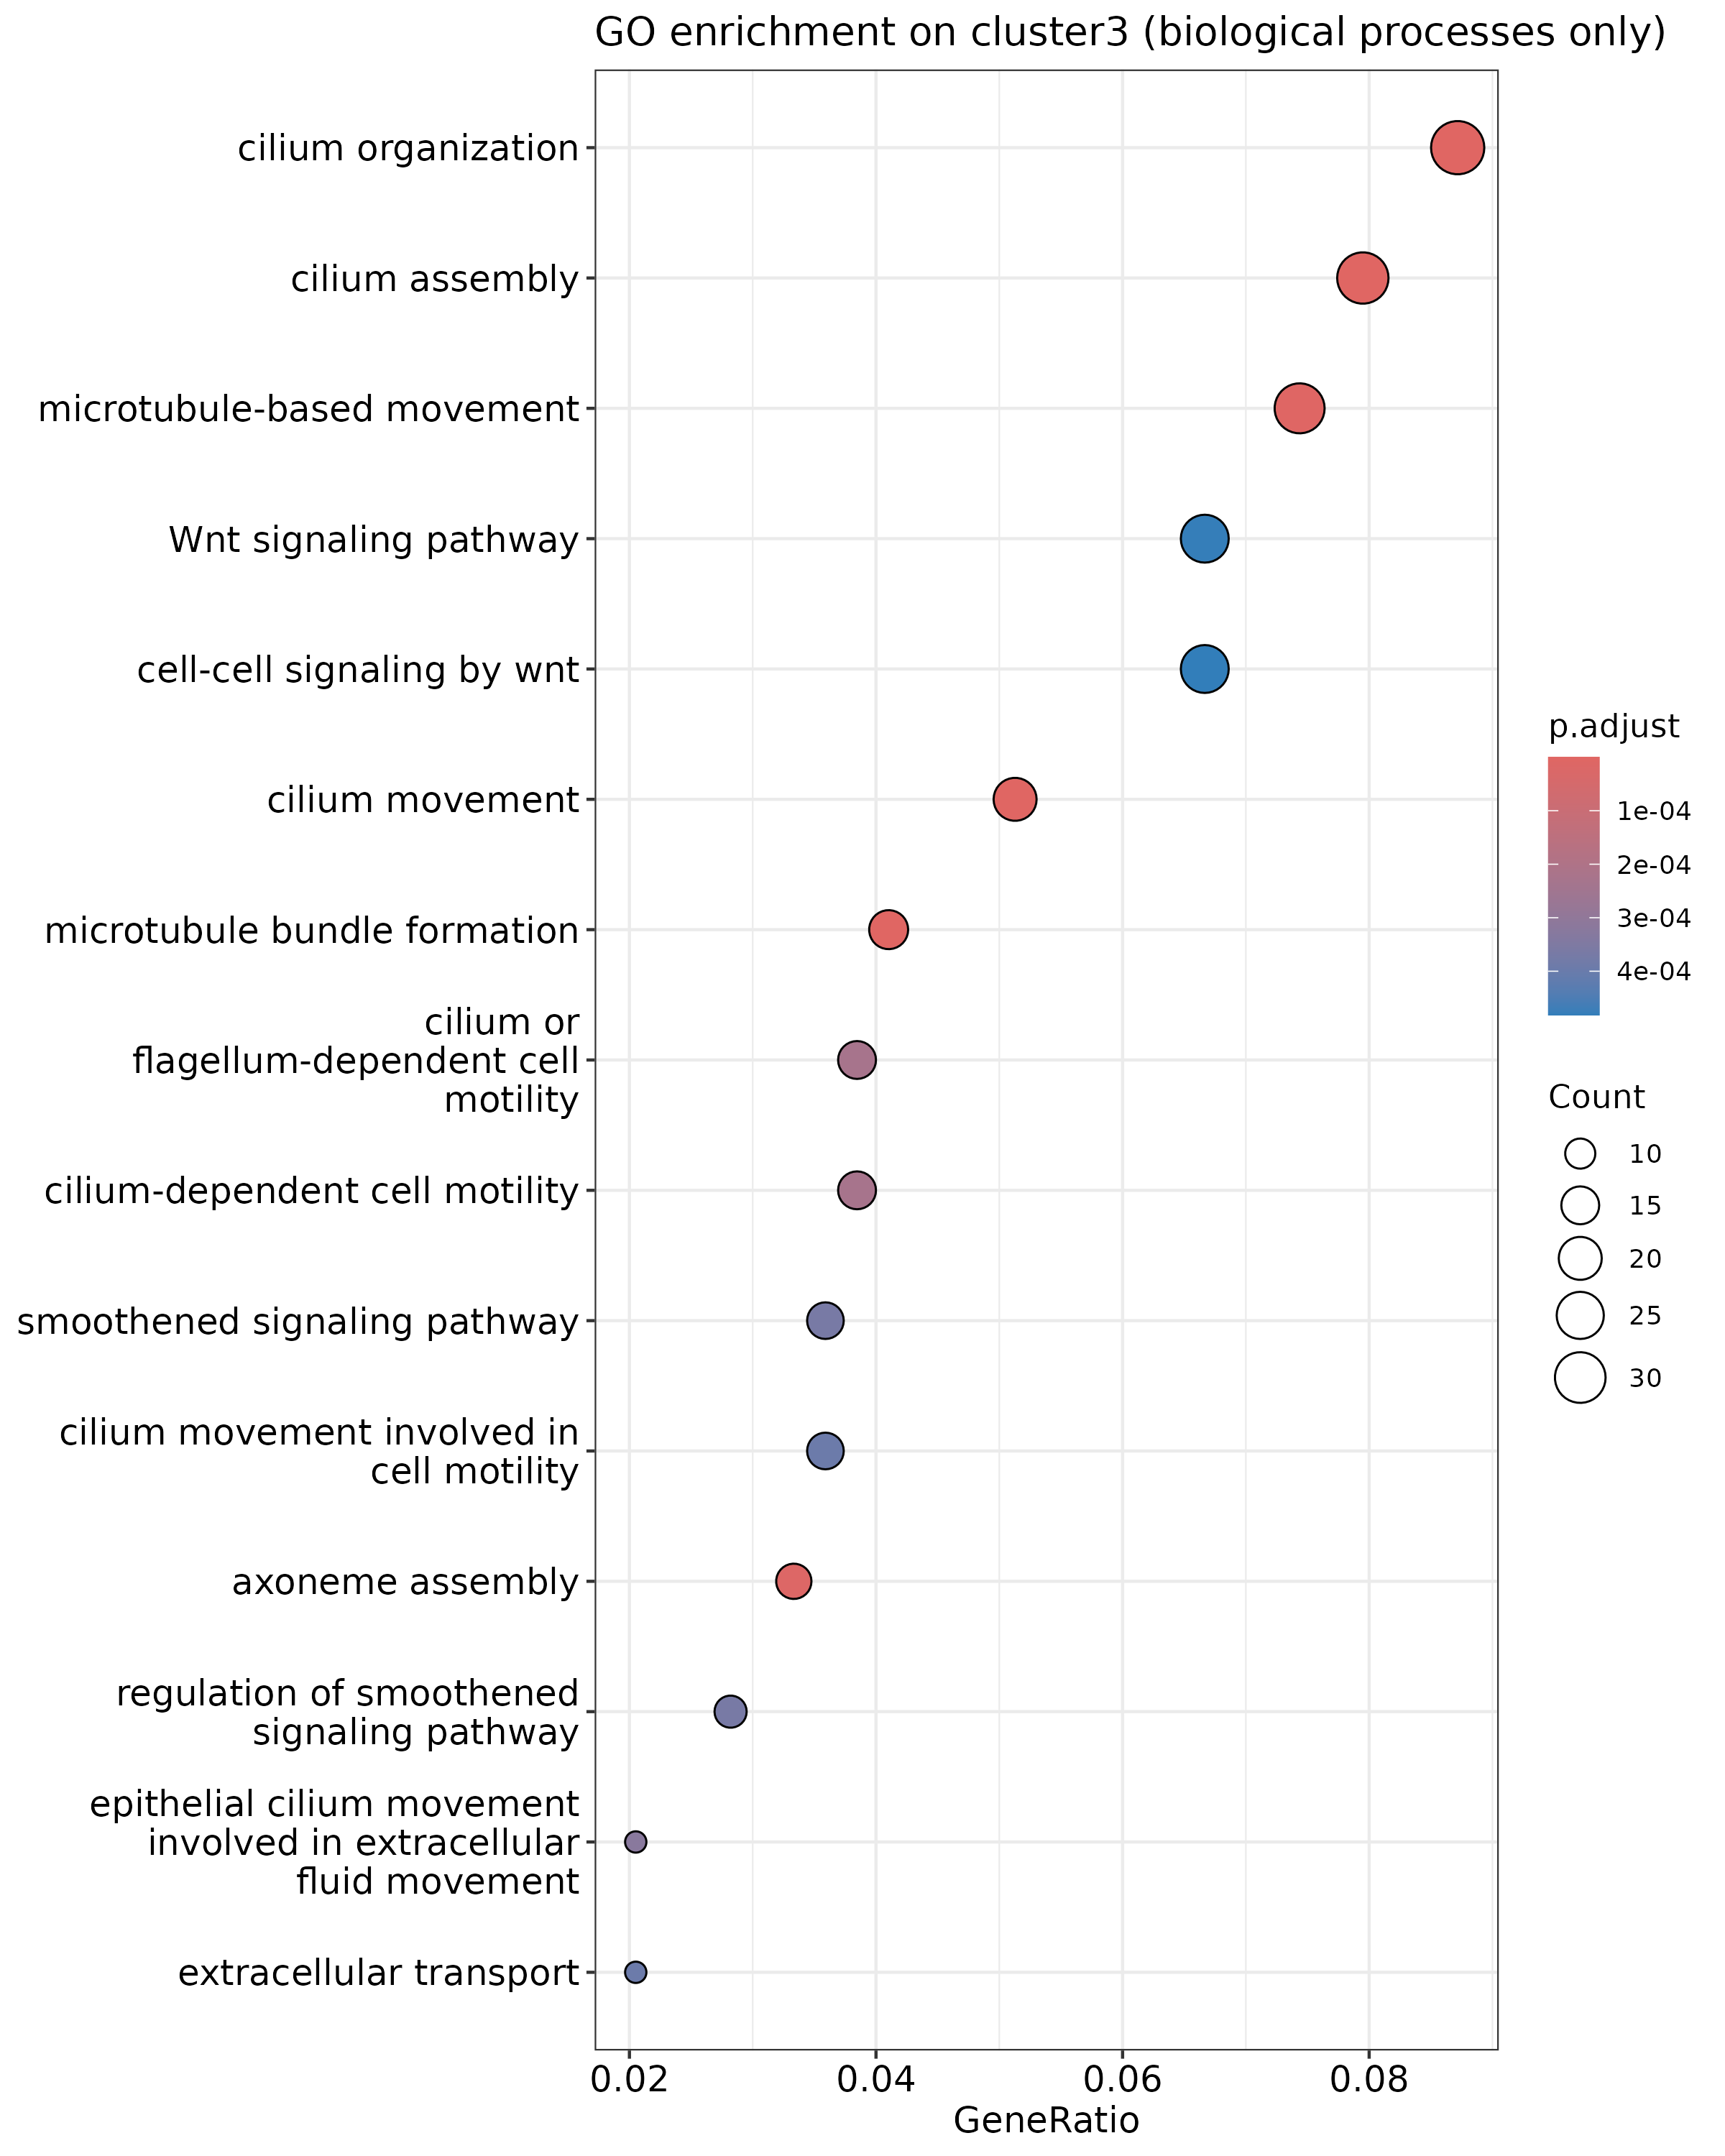 GO enrichment on cluster3 (biological processes only)
cilium organization
cilium assembly
microtubule-based movement
Wnt signaling pathway
cell-cell signaling by wnt
cilium movement
microtubule bundle formation
cilium or
flagellum-dependent cell
motility
cilium-dependent cell motility
smoothened signaling pathway
cilium movement involved in
cell motility
axoneme assembly
regulation of smoothened
signaling pathway
epithelial cilium movement
involved in extracellular
fluid movement
extracellular transport
0.02
0.04
0.06
0.08
GeneRatio
p.adjust
1e-04
2e-04
3e-04
4e-04
Count
10
15
20
25
30